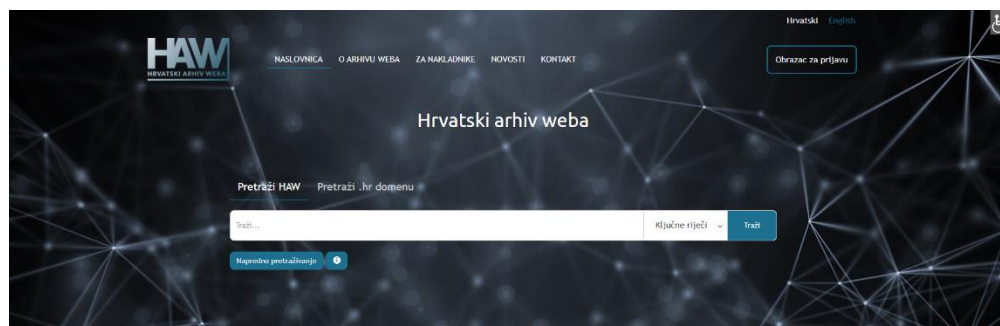 Hrvatski English
HAW
HRVATSKI ARHIV WEBA
NASLOVNICA O ARHIVU WEBA ZA NAKLADNIKE NOVOSTI KONTAKT
Obrazac za prijavu
Hrvatski arhiv weba
Pretraži HAW Pretraži .hr domenu
Traži... Ključne riječi Traži
Napredno pretraživanje